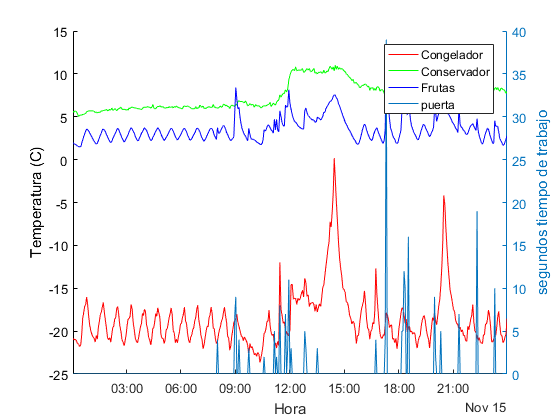 15
10
5
0
-5
-10
-15
-20
-25
Temperatura (C)
Congelador
Conservador
Frutas
puerta
40
35
30
25
20
15
10
5
0
segundos tiempo de trabajo
03:00 06:00 09:00 12:00 15:00 18:00 21:00
Hora
Nov 15